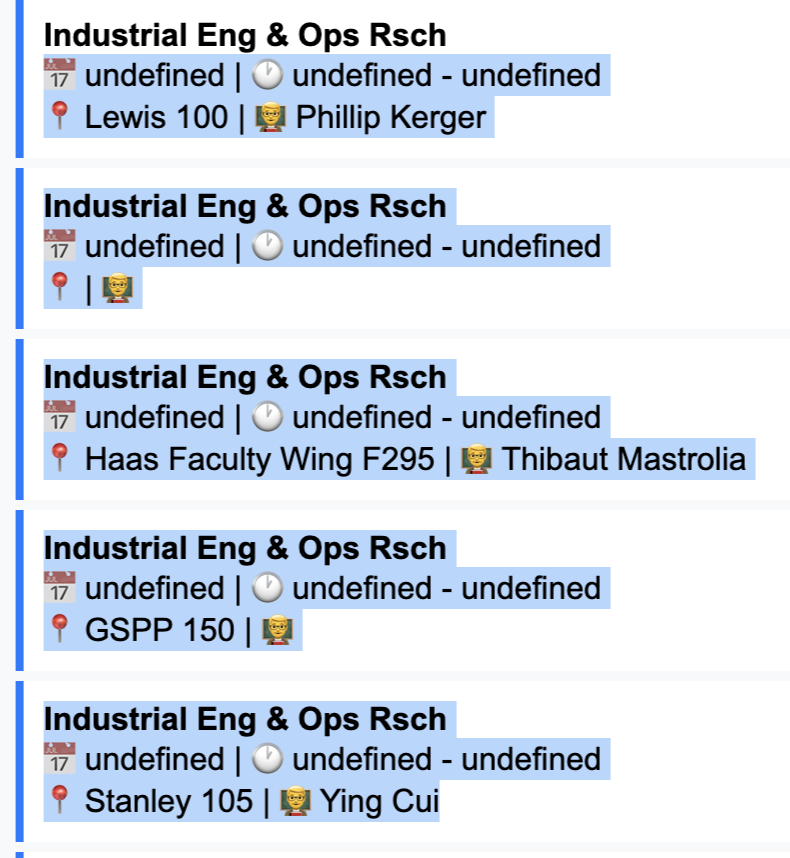 Industrial Eng & Ops Rsch
📅 undefined | 🕐 undefined - undefined
📍 Lewis 100 | 👨‍🏫 Phillip Kerger
Industrial Eng & Ops Rsch
📅 undefined | 🕐 undefined - undefined
📍 | 👨‍🏫
Industrial Eng & Ops Rsch
📅 undefined | 🕐 undefined - undefined
📍 Haas Faculty Wing F295 | 👨‍🏫 Thibaut Mastrolia
Industrial Eng & Ops Rsch
📅 undefined | 🕐 undefined - undefined
📍 GSPP 150 | 👨‍🏫
Industrial Eng & Ops Rsch
📅 undefined | 🕐 undefined - undefined
📍 Stanley 105 | 👨‍🏫 Ying Cui